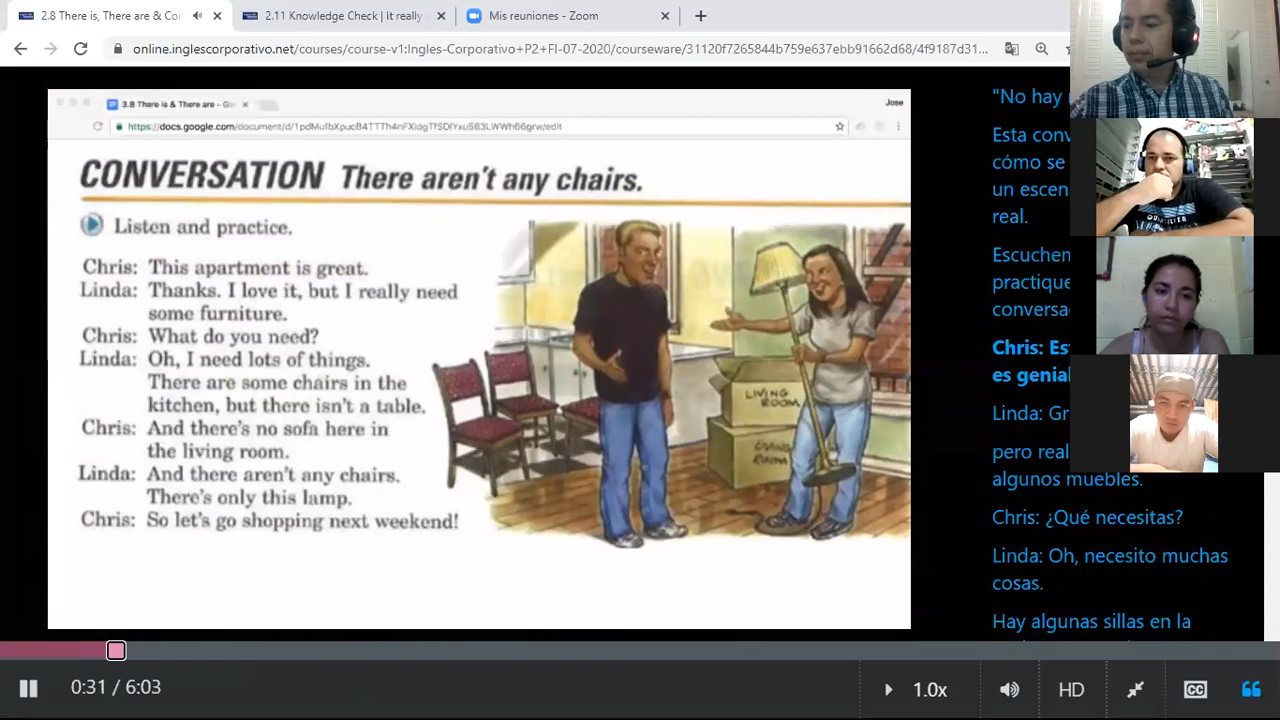 2.8 There is, There are & Con
2.11 Knowledge Check | It really
Mis reuniones - Zoom
online.inglescorporativo.net/courses/course-v1:Ingles-Corporativo+P2+FI-07-2020/courseware/31120f7265844b759e637ebb91662d68/4f9187d31...
3.8 There is & There are - Go
Jose
CONVERSATION There aren't any chairs.
Listen and practice.
Chris: This apartment is great.
Linda: Thanks. I love it, but I really need
some furniture.
Chris: What do you need?
Linda: Oh, I need lots of things.
There are some chairs in the
kitchen, but there isn't a table.
Chris: And there's no sofa here in
the living room.
Linda: And there aren't any chairs.
There's only this lamp.
Chris: So let's go shopping next weekend!
LIVING
ROOM
LIVING
ROOM
"No hay
Esta conv
cómo se
un escen
real.
Escuchen
practique
conversa
Chris: Est
es genial
Linda: Gr
pero real
algunos muebles.
Chris: ¿Qué necesitas?
Linda: Oh, necesito muchas
cosas.
Hay algunas sillas en la
0:31 / 6:03
1.0x
HD
CC